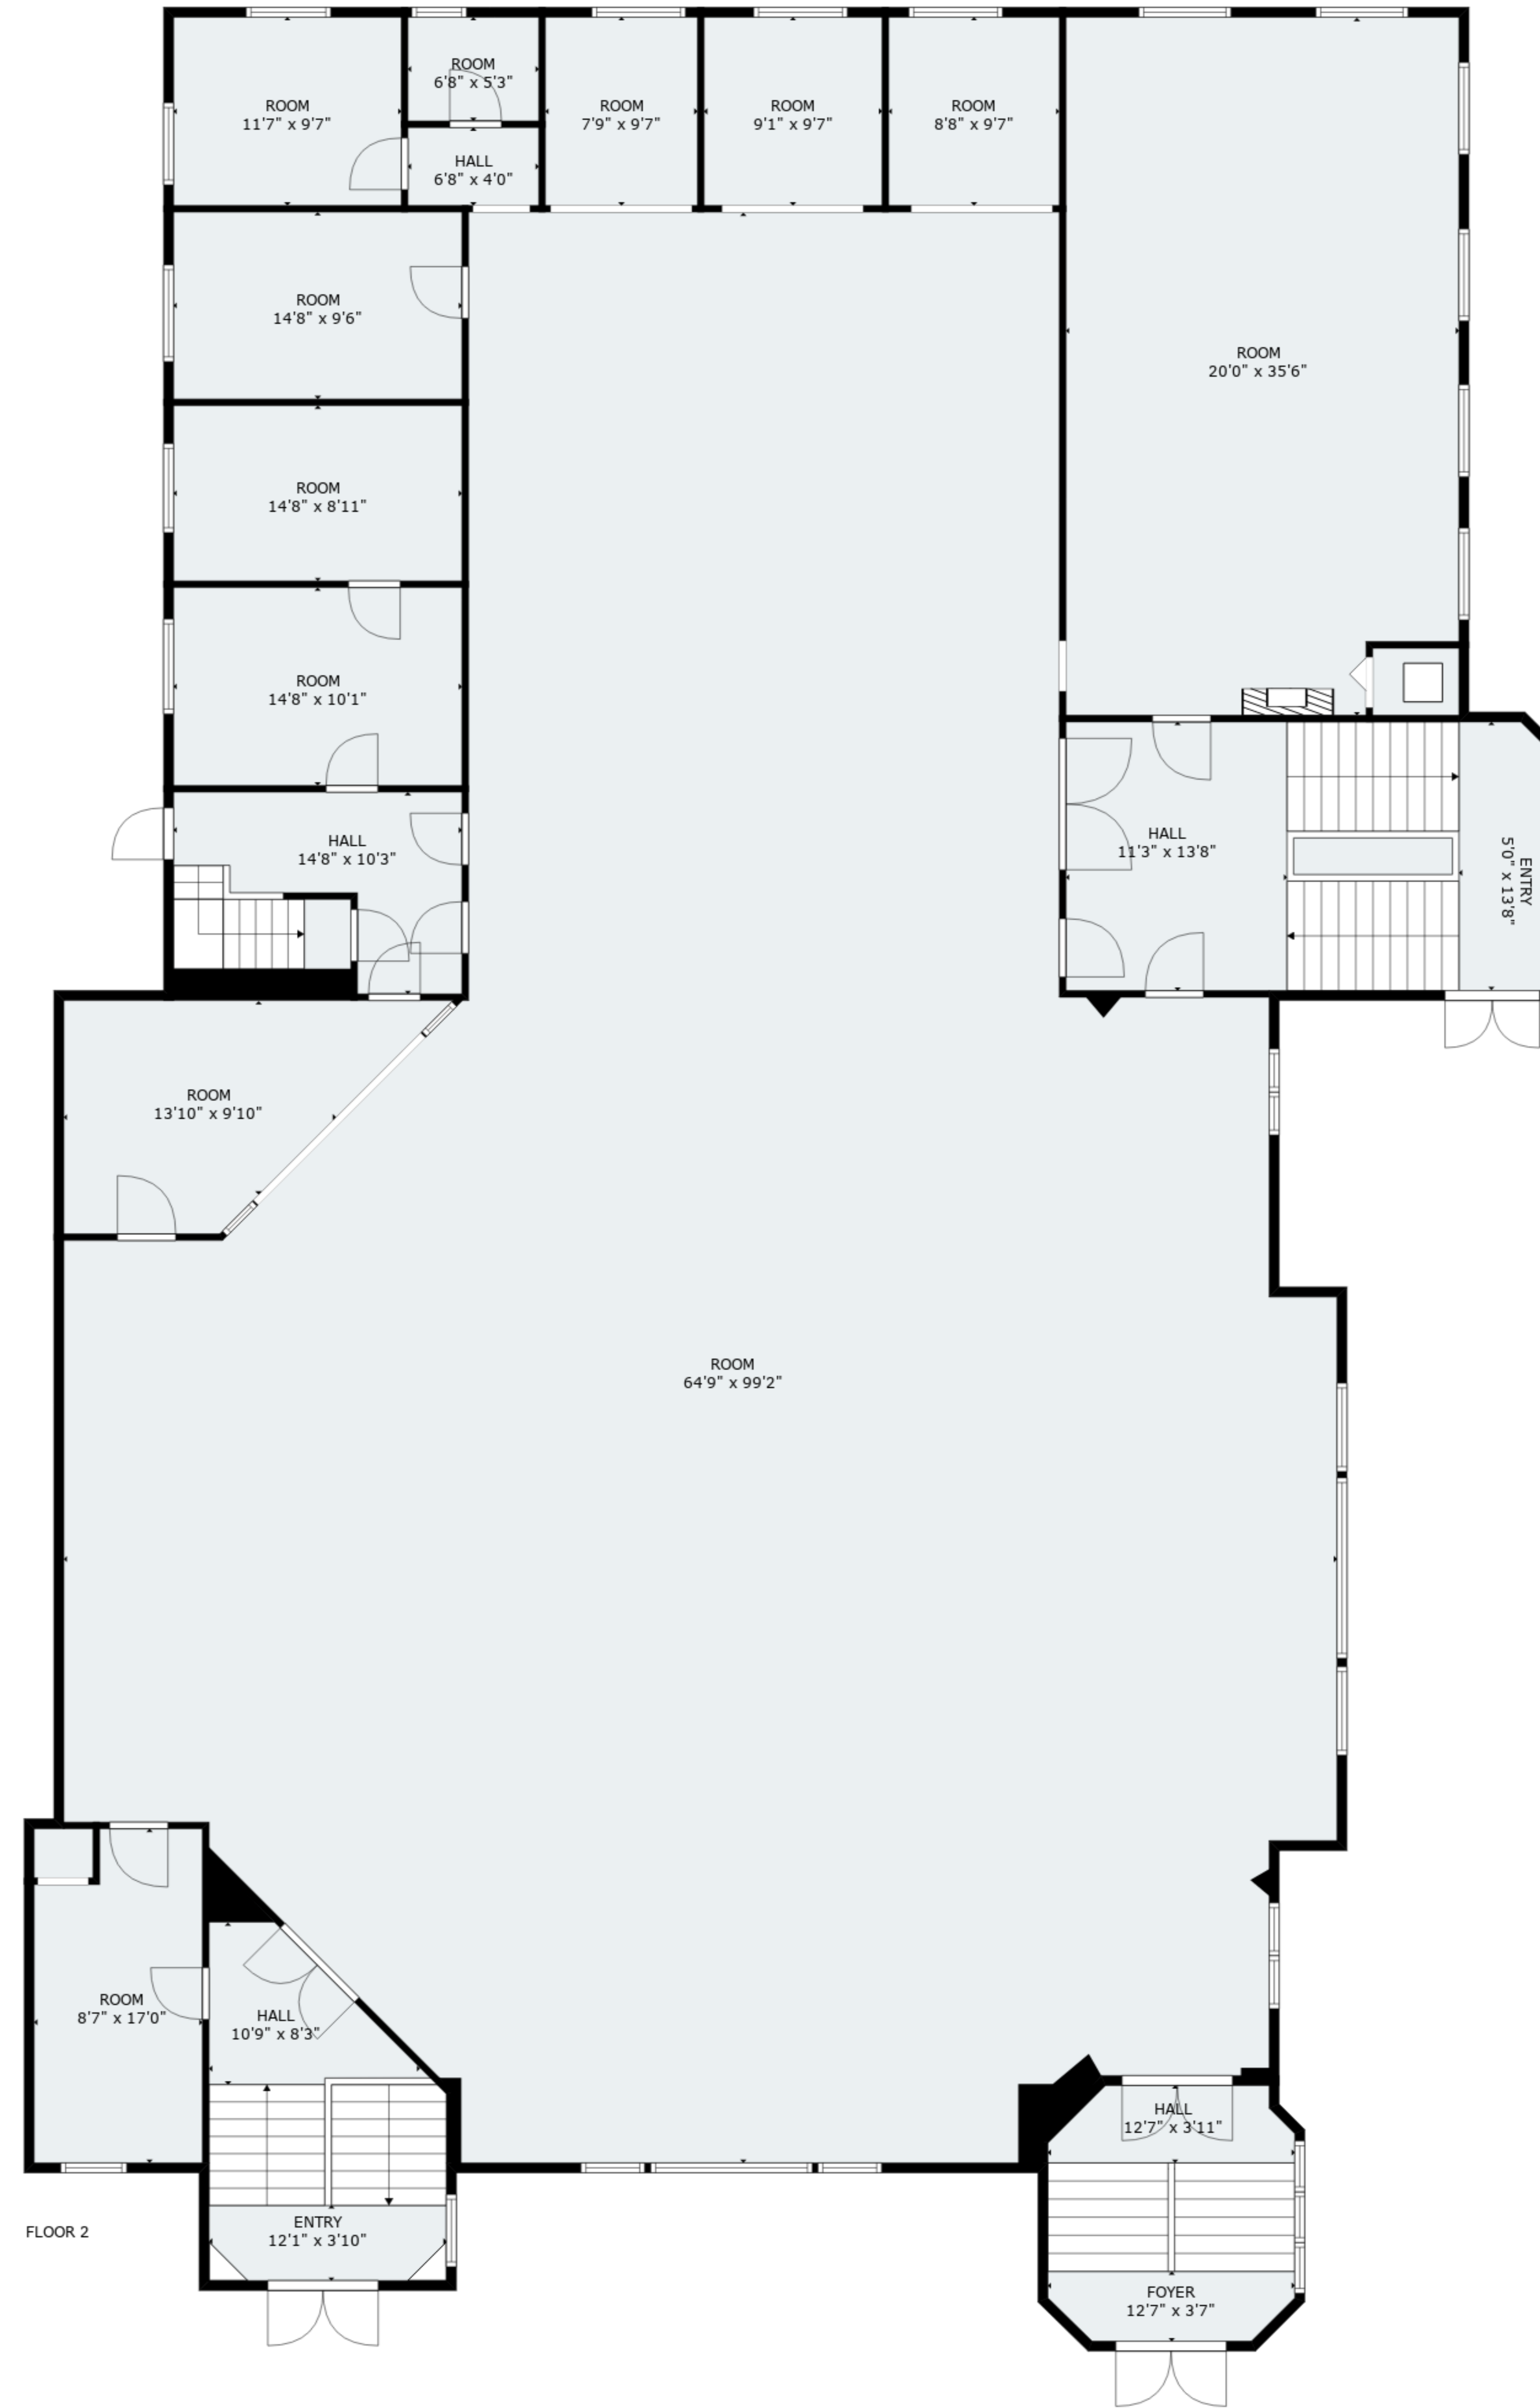 ROOM
11'7" x 9'7"
ROOM
6'8" x 5'3"
HALL
6'8" x 4'0"
ROOM
7'9" x 9'7"
ROOM
9'1" x 9'7"
ROOM
8'8" x 9'7"
ROOM
14'8" x 9'6"
ROOM
20'0" x 35'6"
ROOM
14'8" x 8'11"
ROOM
14'8" x 10'1"
HALL
14'8" x 10'3"
HALL
11'3" x 13'8"
ENTRY
5'0" x 13'8"
ROOM
13'10" x 9'10"
ROOM
64'9" x 99'2"
ROOM
8'7" x 17'0"
HALL
10'9" x 8'3"
HALL
12'7" x 3'11"
FLOOR 2
ENTRY
12'1" x 3'10"
FOYER
12'7" x 3'7"